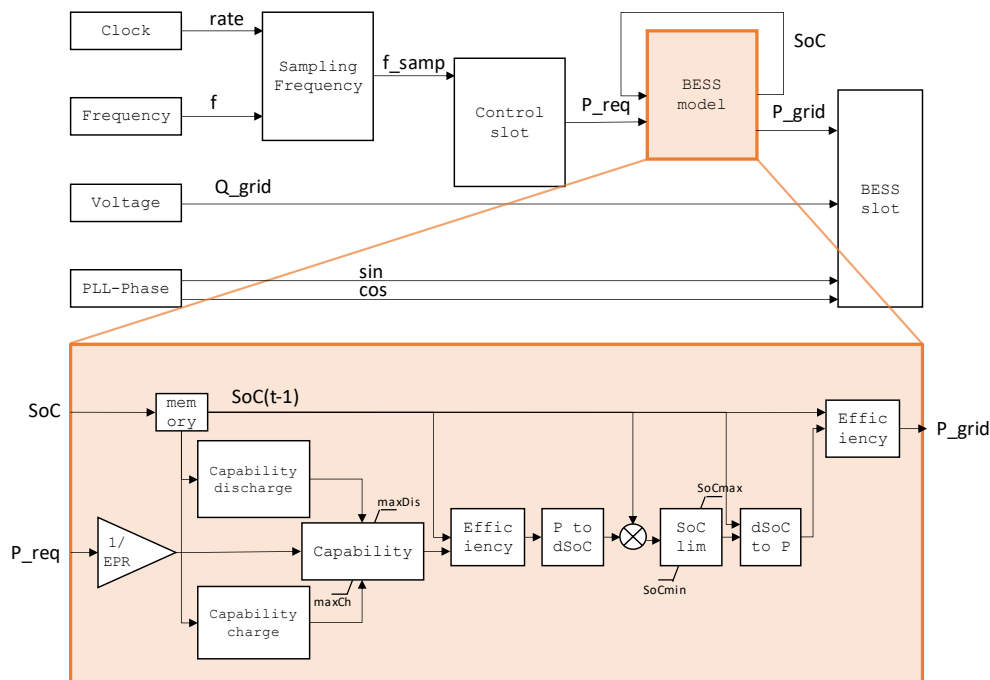 Clock
rate
Sampling
Frequency
f_samp
Frequency
f
Control
slot
P_req
BESS
model
SoC
P_grid
BESS
slot
Voltage
Q_grid
PLL-Phase
sin
cos
SoC
mem
ory
SoC(t-1)
Effic
iency
P_grid
Capability
discharge
maxDis
SoCmax
P_req
1/
EPR
Capability
Effic
iency
P to
dSoC
SoC
lim
dSoC
to P
maxCh
SoCmin
Capability
charge